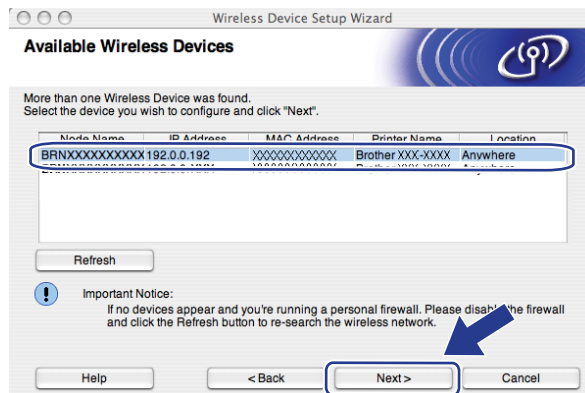 Wireless Device Setup Wizard
Available Wireless Devices
More than one Wireless Device was found.
Select the device you wish to configure and click "Next".
Node Name IP Address MAC Address Printer Name Location
BRNXXXXXXXXXX 192.0.0.192 XXXXXXXXXXXX Brother XXX-XXXX Anywhere
Refresh
Important Notice:
If no devices appear and you're running a personal firewall. Please disable the firewall
and click the Refresh button to re-search the wireless network.
Help < Back Next > Cancel